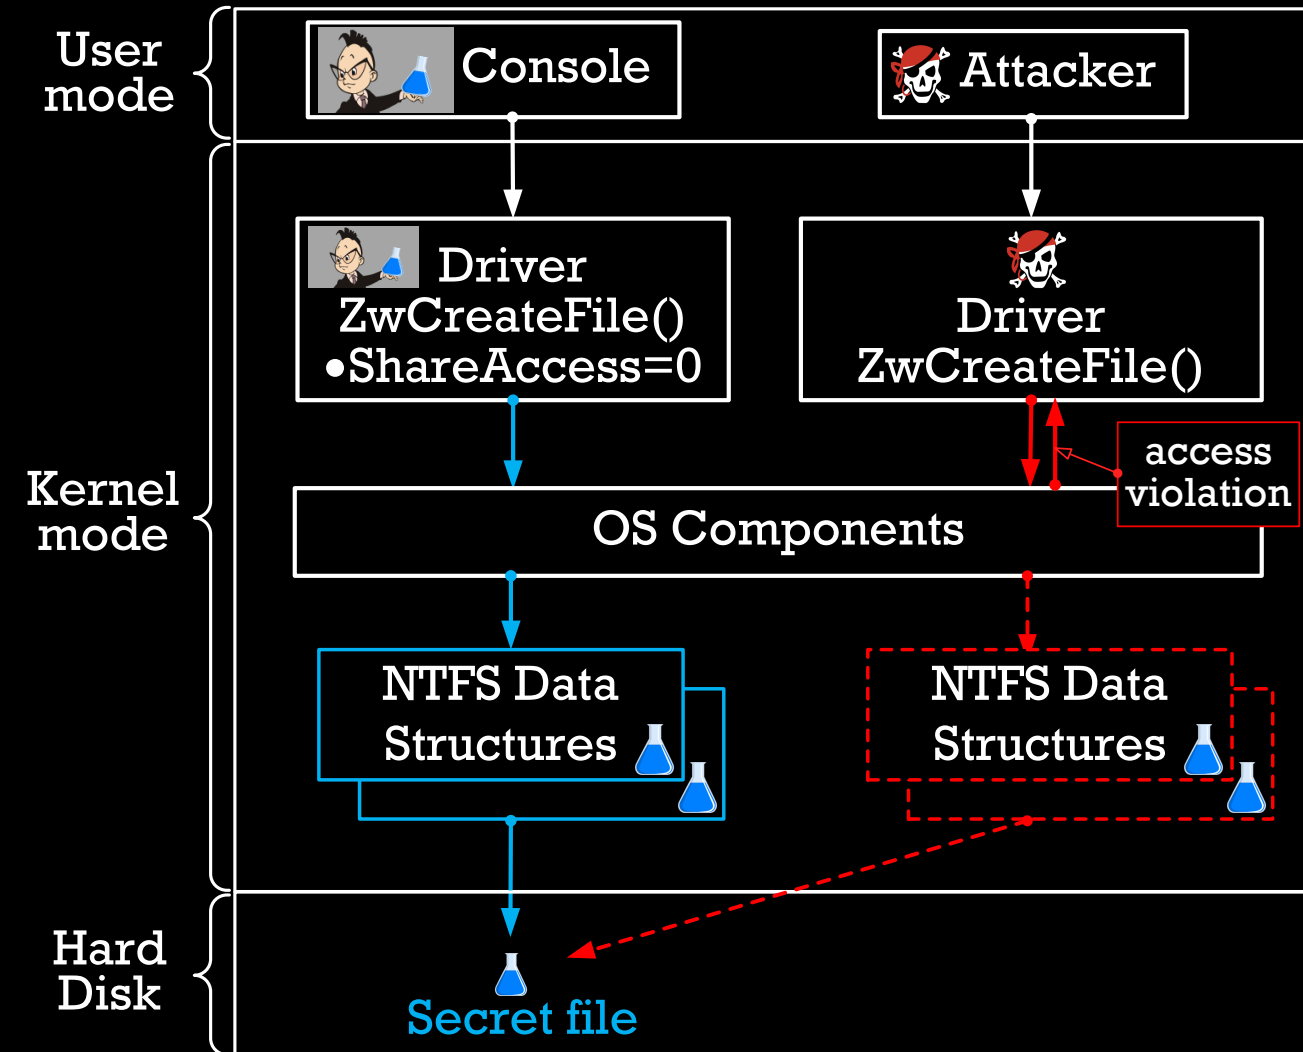 User
mode
Console
Attacker
Driver
ZwCreateFile()
●ShareAccess=0
Driver
ZwCreateFile()
access
violation
Kernel
mode
OS Components
NTFS Data
Structures
NTFS Data
Structures
Hard
Disk
Secret file